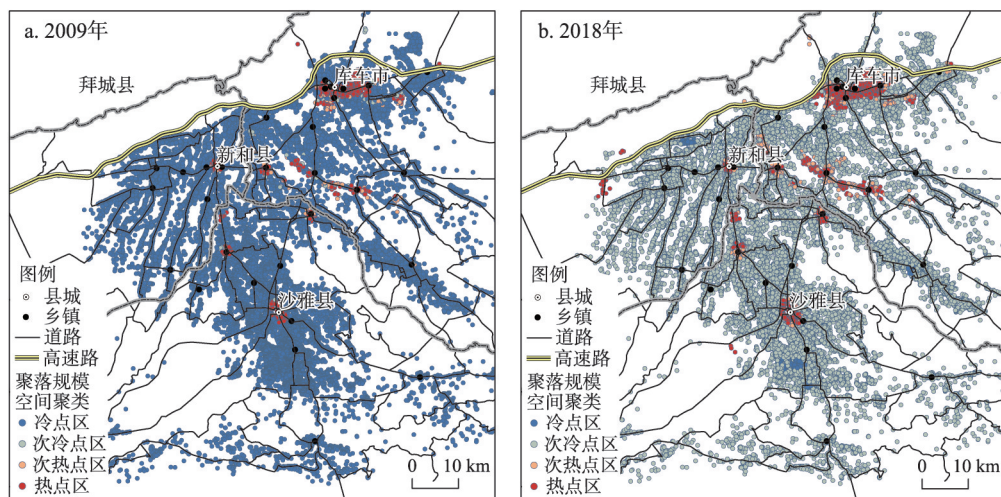 a. 2009年
拜城县
库车市
新和县
沙雅县
图例
县城
乡镇
道路
高速路
聚落规模
空间聚类
冷点区
次冷点区
次热点区
热点区
0 10 km
b. 2018年
拜城县
库车市
新和县
沙雅县
图例
县城
乡镇
道路
高速路
聚落规模
空间聚类
冷点区
次冷点区
次热点区
热点区
0 10 km